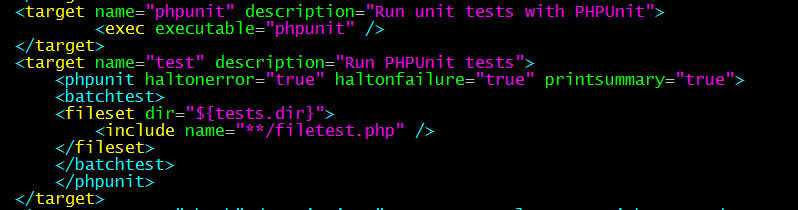 <target name="phpunit" description="Run unit tests with PHPUnit">
<exec executable="phpunit" />
</target>
<target name="test" description="Run PHPUnit tests">
<phpunit haltonerror="true" haltonfailure="true" printsummary="true">
<batchtest>
<fileset dir="${tests.dir}">
<include name="**/filetest.php" />
</fileset>
</batchtest>
</phpunit>
</target>